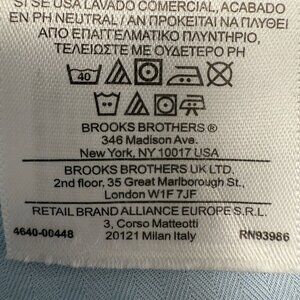 SI SE USA LAVADO COMERCIAL, ACABADO
EN PH NEUTRAL / ΑΝ ΠΡΟΚΕΙΤΑΙ ΝΑ ΠΛΥΘΕΙ
ΑΠΟ ΕΠΑΓΓΕΛΜΑΤΙΚΟ ΠΛΥΝΤΗΡΙΟ,
ΤΕΛΕΙΩΣΤΕ ΜΕ ΟΥΔΕΤΕΡΟ PH
40
BROOKS BROTHERS ®
346 Madison Ave.
New York, NY 10017 USA
BROOKS BROTHERS UK LTD.
2nd floor. 35 Great Marlborough St.,
London W1F 7JF
RETAIL BRAND ALLIANCE EUROPE S.R.L.
3, Corso Matteotti
4640-00448 20121 Milan Italy RN93986